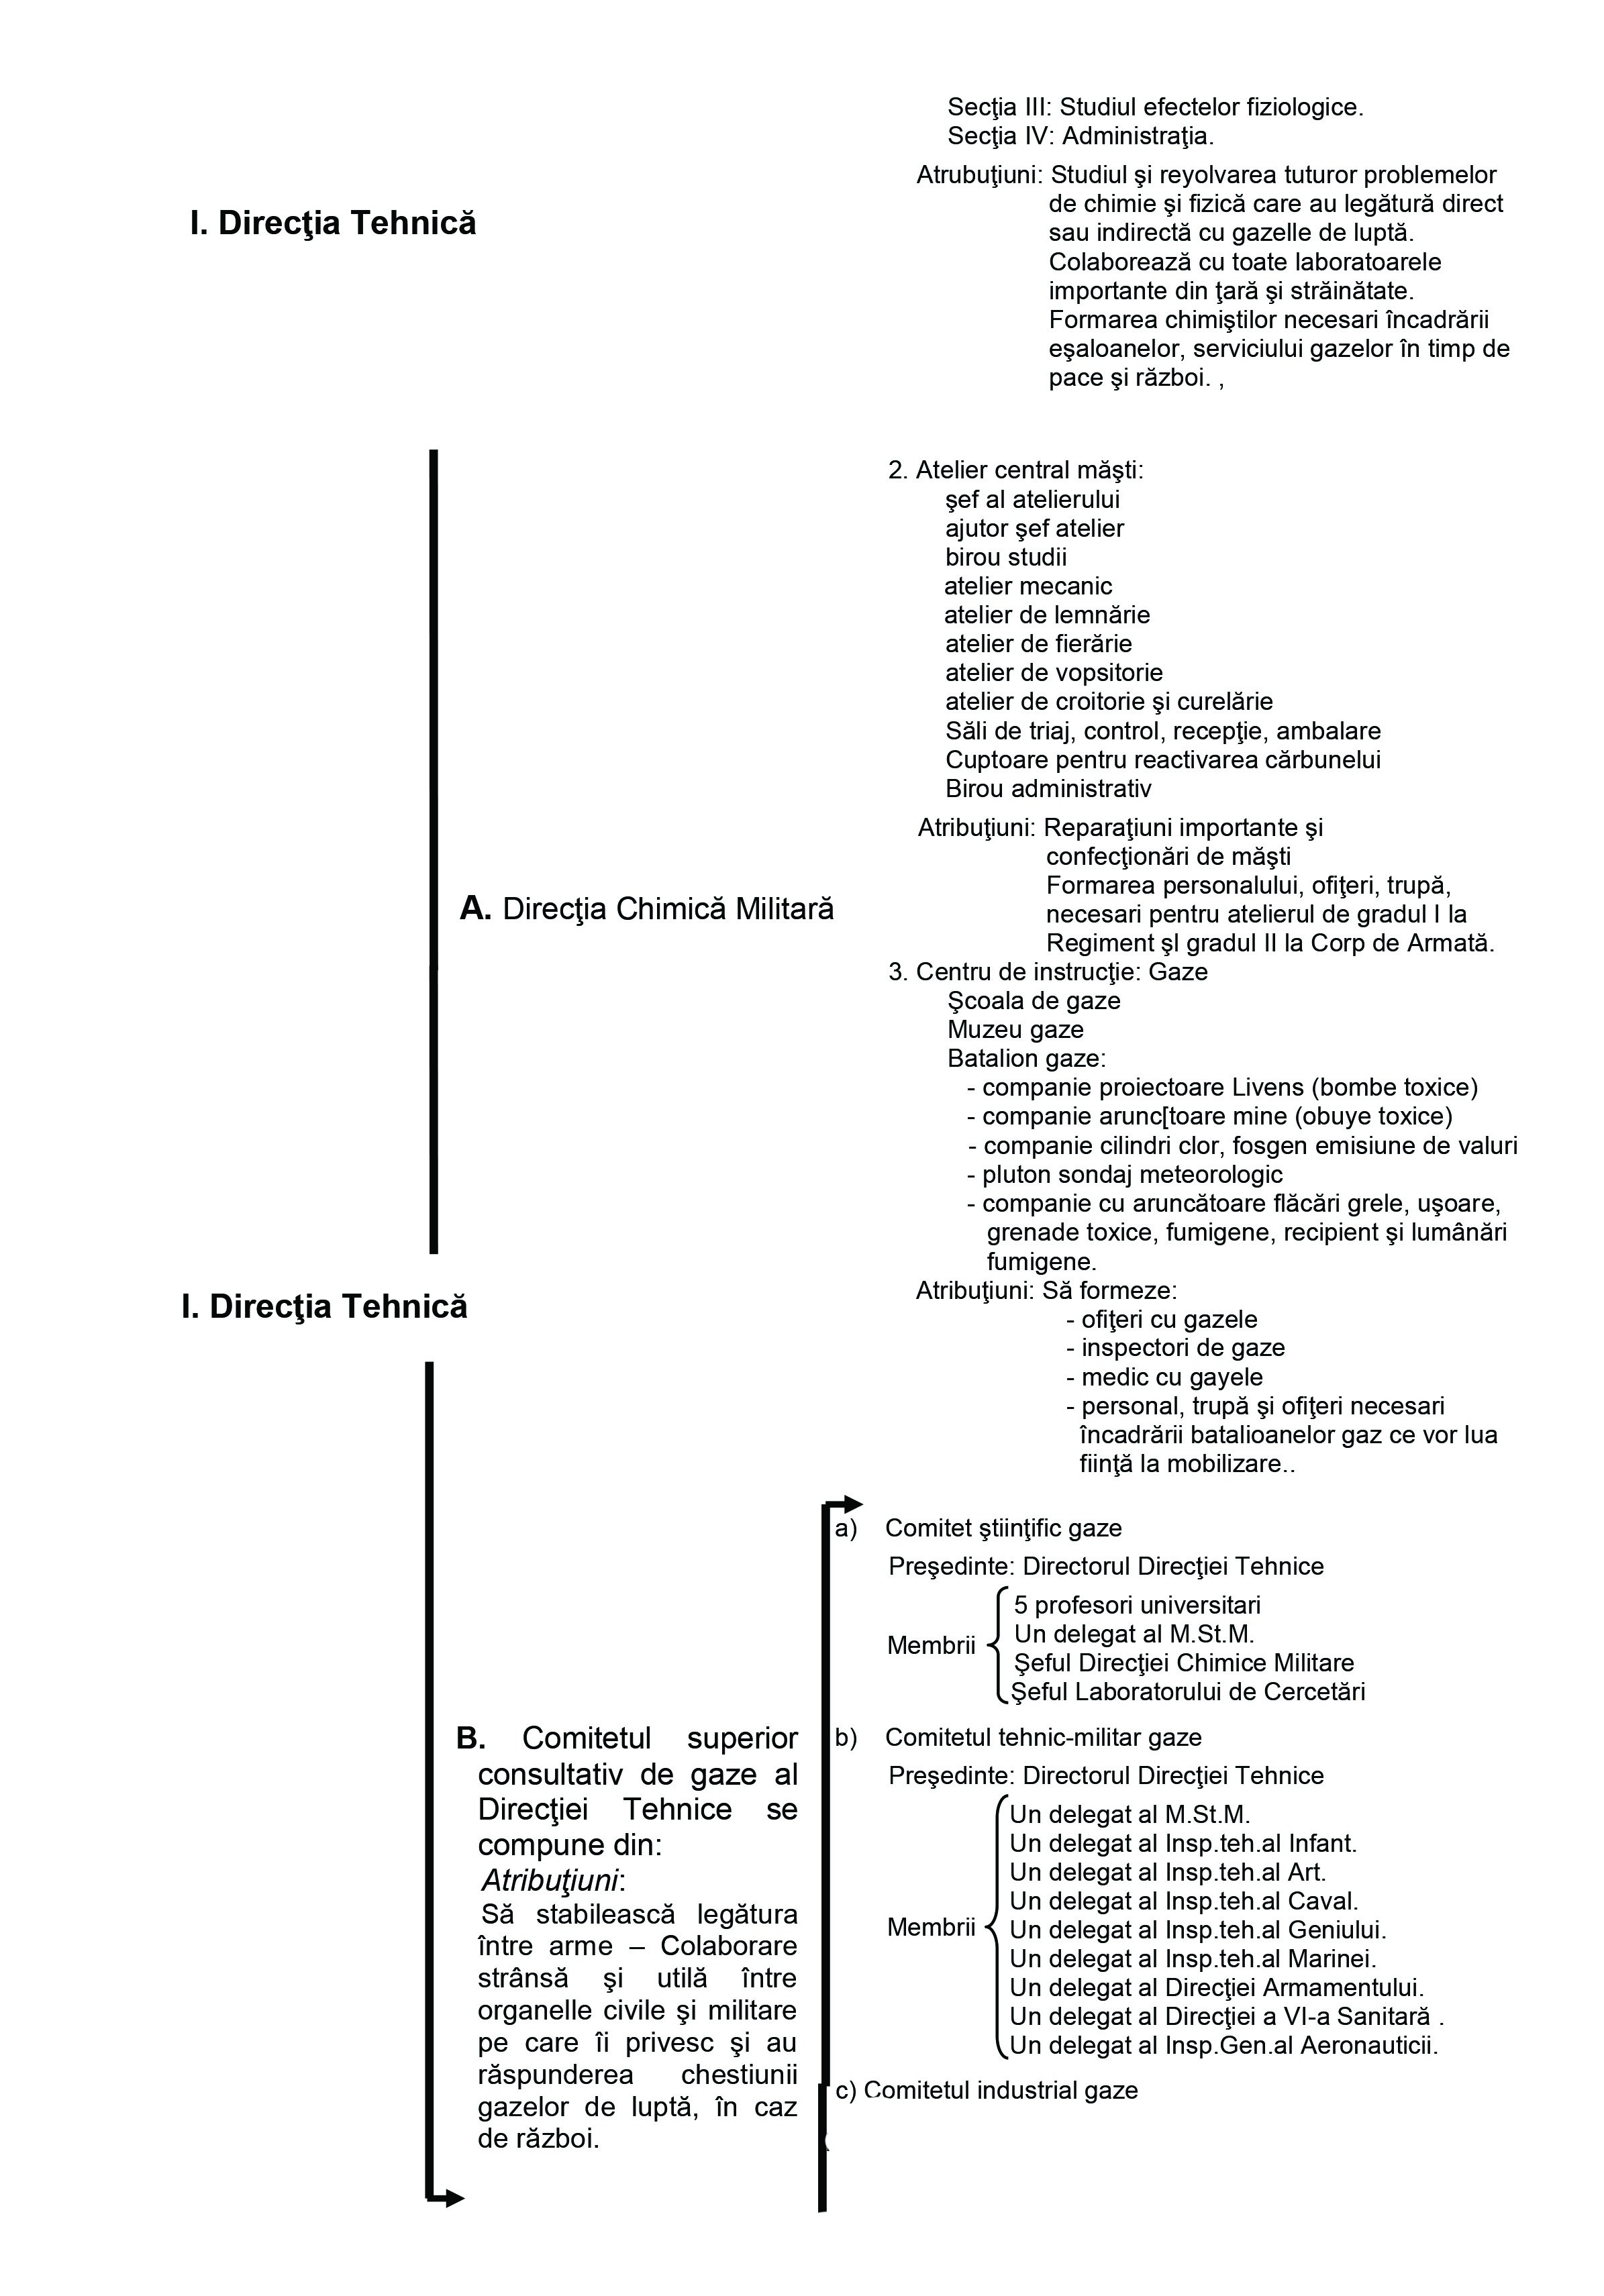 Secţia III: Studiul efectelor fiziologice.
Secţia IV: Administraţia.
I. Direcţia Tehnică
Atrubuţiuni: Studiul şi reyolvarea tuturor problemelor
de chimie şi fizică care au legătură direct
sau indirectă cu gazelle de luptă.
Colaborează cu toate laboratoarele
importante din ţară şi străinătate.
Formarea chimiştilor necesari încadrării
eşaloanelor, serviciului gazelor în timp de
pace şi război. ,
2. Atelier central măşti:
şef al atelierului
ajutor şef atelier
birou studii
atelier mecanic
atelier de lemnărie
atelier de fierărie
atelier de vopsitorie
atelier de croitorie şi curelărie
Săli de triaj, control, recepţie, ambalare
Cuptoare pentru reactivarea cărbunelui
Birou administrativ
Atribuţiuni: Reparaţiuni importante şi
confecţionări de măşti
Formarea personalului, ofiţeri, trupă,
necesari pentru atelierul de gradul I la
Regiment şl gradul II la Corp de Armată.
A. Direcţia Chimică Militară
3. Centru de instrucţie: Gaze
Şcoala de gaze
Muzeu gaze
Batalion gaze:
- companie proiectoare Livens (bombe toxice)
- companie arunc[toare mine (obuye toxice)
- companie cilindri clor, fosgen emisiune de valuri
- pluton sondaj meteorologic
- companie cu aruncătoare flăcări grele, uşoare,
grenade toxice, fumigene, recipient şi lumânări
fumigene.
Atribuţiuni: Să formeze:
- ofiţeri cu gazele
- inspectori de gaze
- medic cu gayele
- personal, trupă şi ofiţeri necesari
încadrării batalioanelor gaz ce vor lua
fiinţă la mobilizare..
I. Direcţia Tehnică
B. Comitetul superior
consultativ de gaze al
Direcţiei Tehnice se
compune din:
Atribuţiuni:
Să stabilească legătura
între arme – Colaborare
strânsă şi utilă între
organelle civile şi militare
pe care îi privesc şi au
răspunderea chestiunii
gazelor de luptă, în caz
de război.
a) Comitet ştiinţific gaze
Preşedinte: Directorul Direcţiei Tehnice
Membrii
5 profesori universitari
Un delegat al M.St.M.
Şeful Direcţiei Chimice Militare
Şeful Laboratorului de Cercetări
b) Comitetul tehnic-militar gaze
Preşedinte: Directorul Direcţiei Tehnice
Membrii
Un delegat al M.St.M.
Un delegat al Insp.teh.al Infant.
Un delegat al Insp.teh.al Art.
Un delegat al Insp.teh.al Caval.
Un delegat al Insp.teh.al Geniului.
Un delegat al Insp.teh.al Marinei.
Un delegat al Direcţiei Armamentului.
Un delegat al Direcţiei a VI-a Sanitară .
Un delegat al Insp.Gen.al Aeronauticii.
c) Comitetul industrial gaze